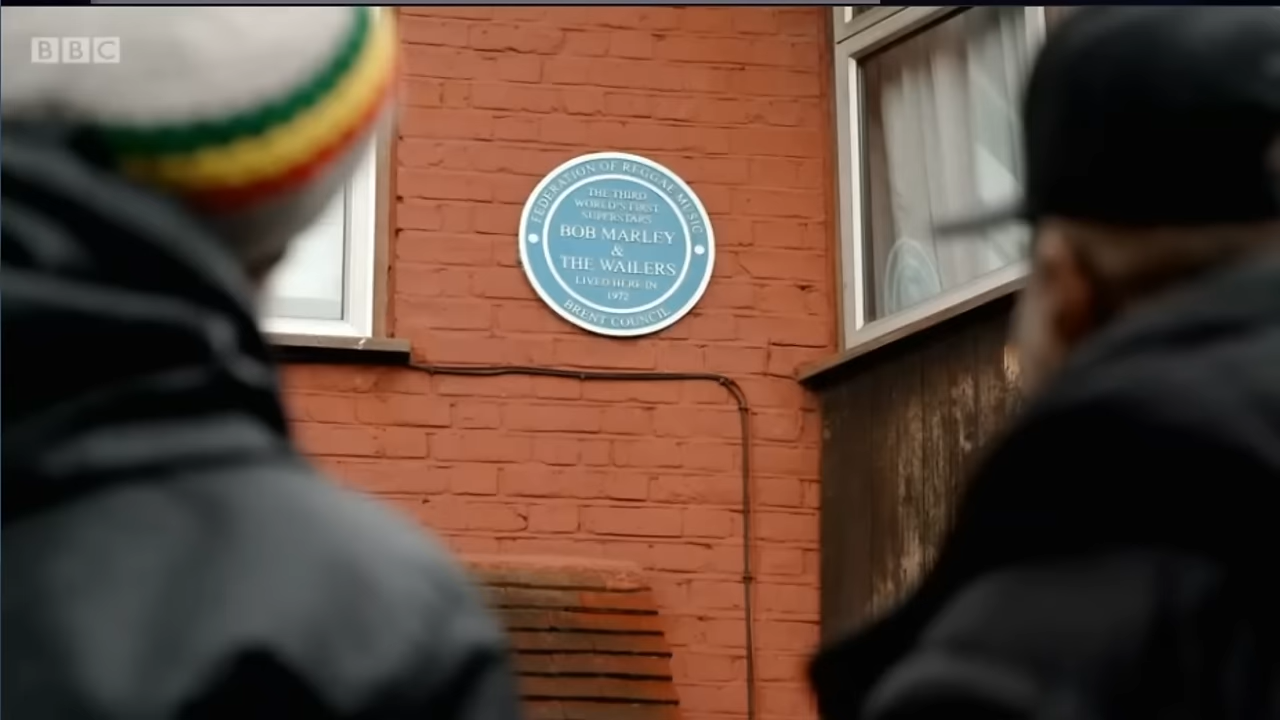 BBC
FEDERATION OF REGGAE MUSIC
THE THIRD
WORLD'S FIRST
SUPERSTARS
BOB MARLEY
&
THE WAILERS
LIVED HERE IN
1972
BRENT COUNCIL